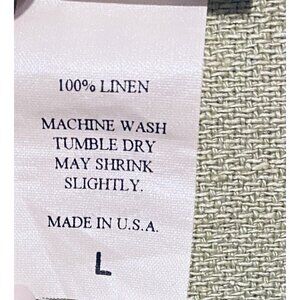 100% LINEN
MACHINE WASH
TUMBLE DRY
MAY SHRINK
SLIGHTLY.
MADE IN U.S.A.
L